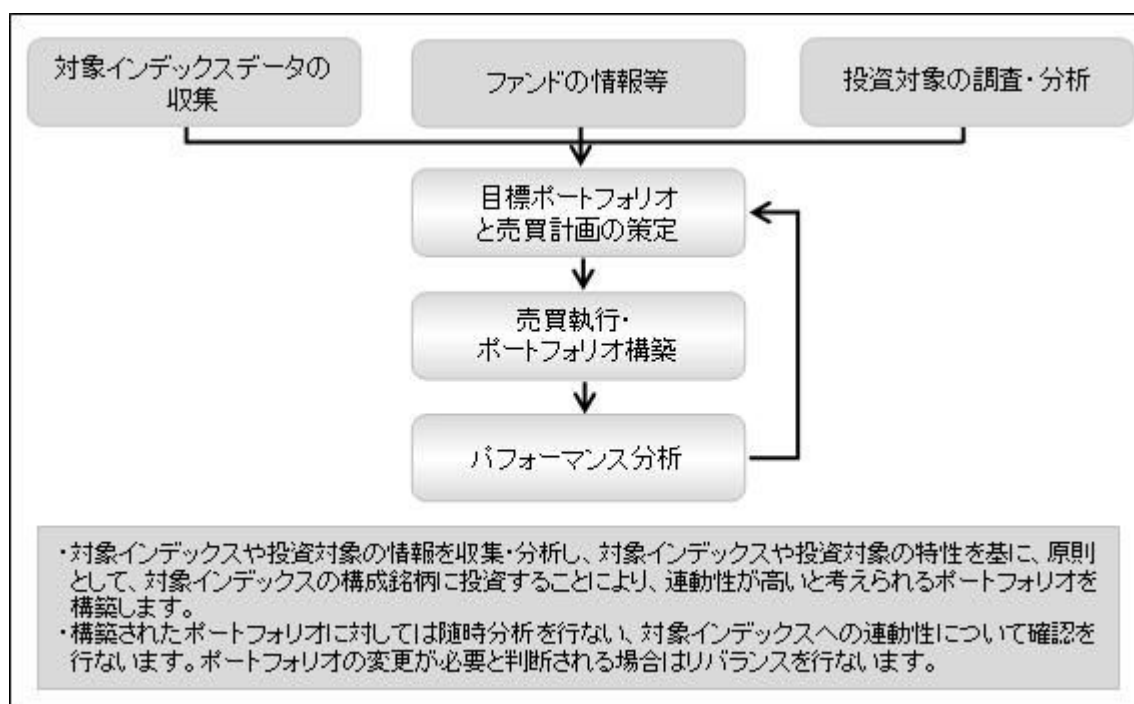 対象インデックスデータの
収集
ファンドの情報等
投資対象の調査・分析
目標ポートフォリオ
と売買計画の策定
売買執行・
ポートフォリオ構築
パフォーマンス分析
・対象インデックスや投資対象の情報を収集・分析し、対象インデックスや投資対象の特性を基に、原則
として、対象インデックスの構成銘柄に投資することにより、連動性が高いと考えられるポートフォリオを
構築します。
・構築されたポートフォリオに対しては随時分析を行ない、対象インデックスへの連動性について確認を
行ないます。ポートフォリオの変更が必要と判断される場合はリバランスを行ないます。